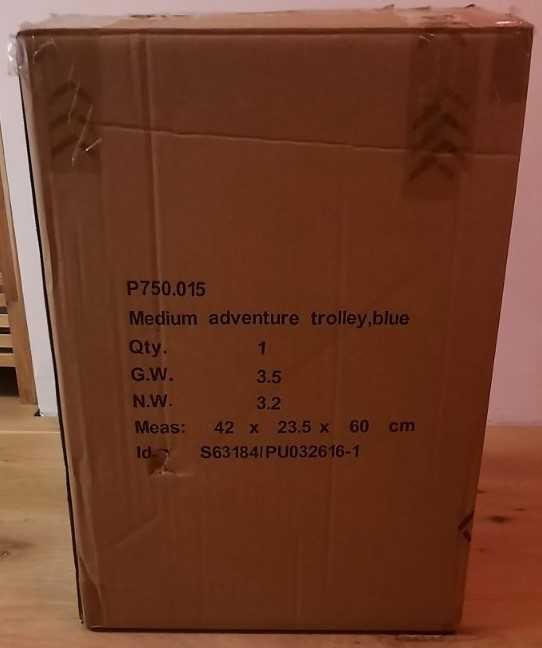 P750.015
Medium adventure trolley,blue
Qty. 1
G.W. 3.5
N.W. 3.2
Meas: 42 x 23.5 x 60 cm
Id. S63184/PU032616-1